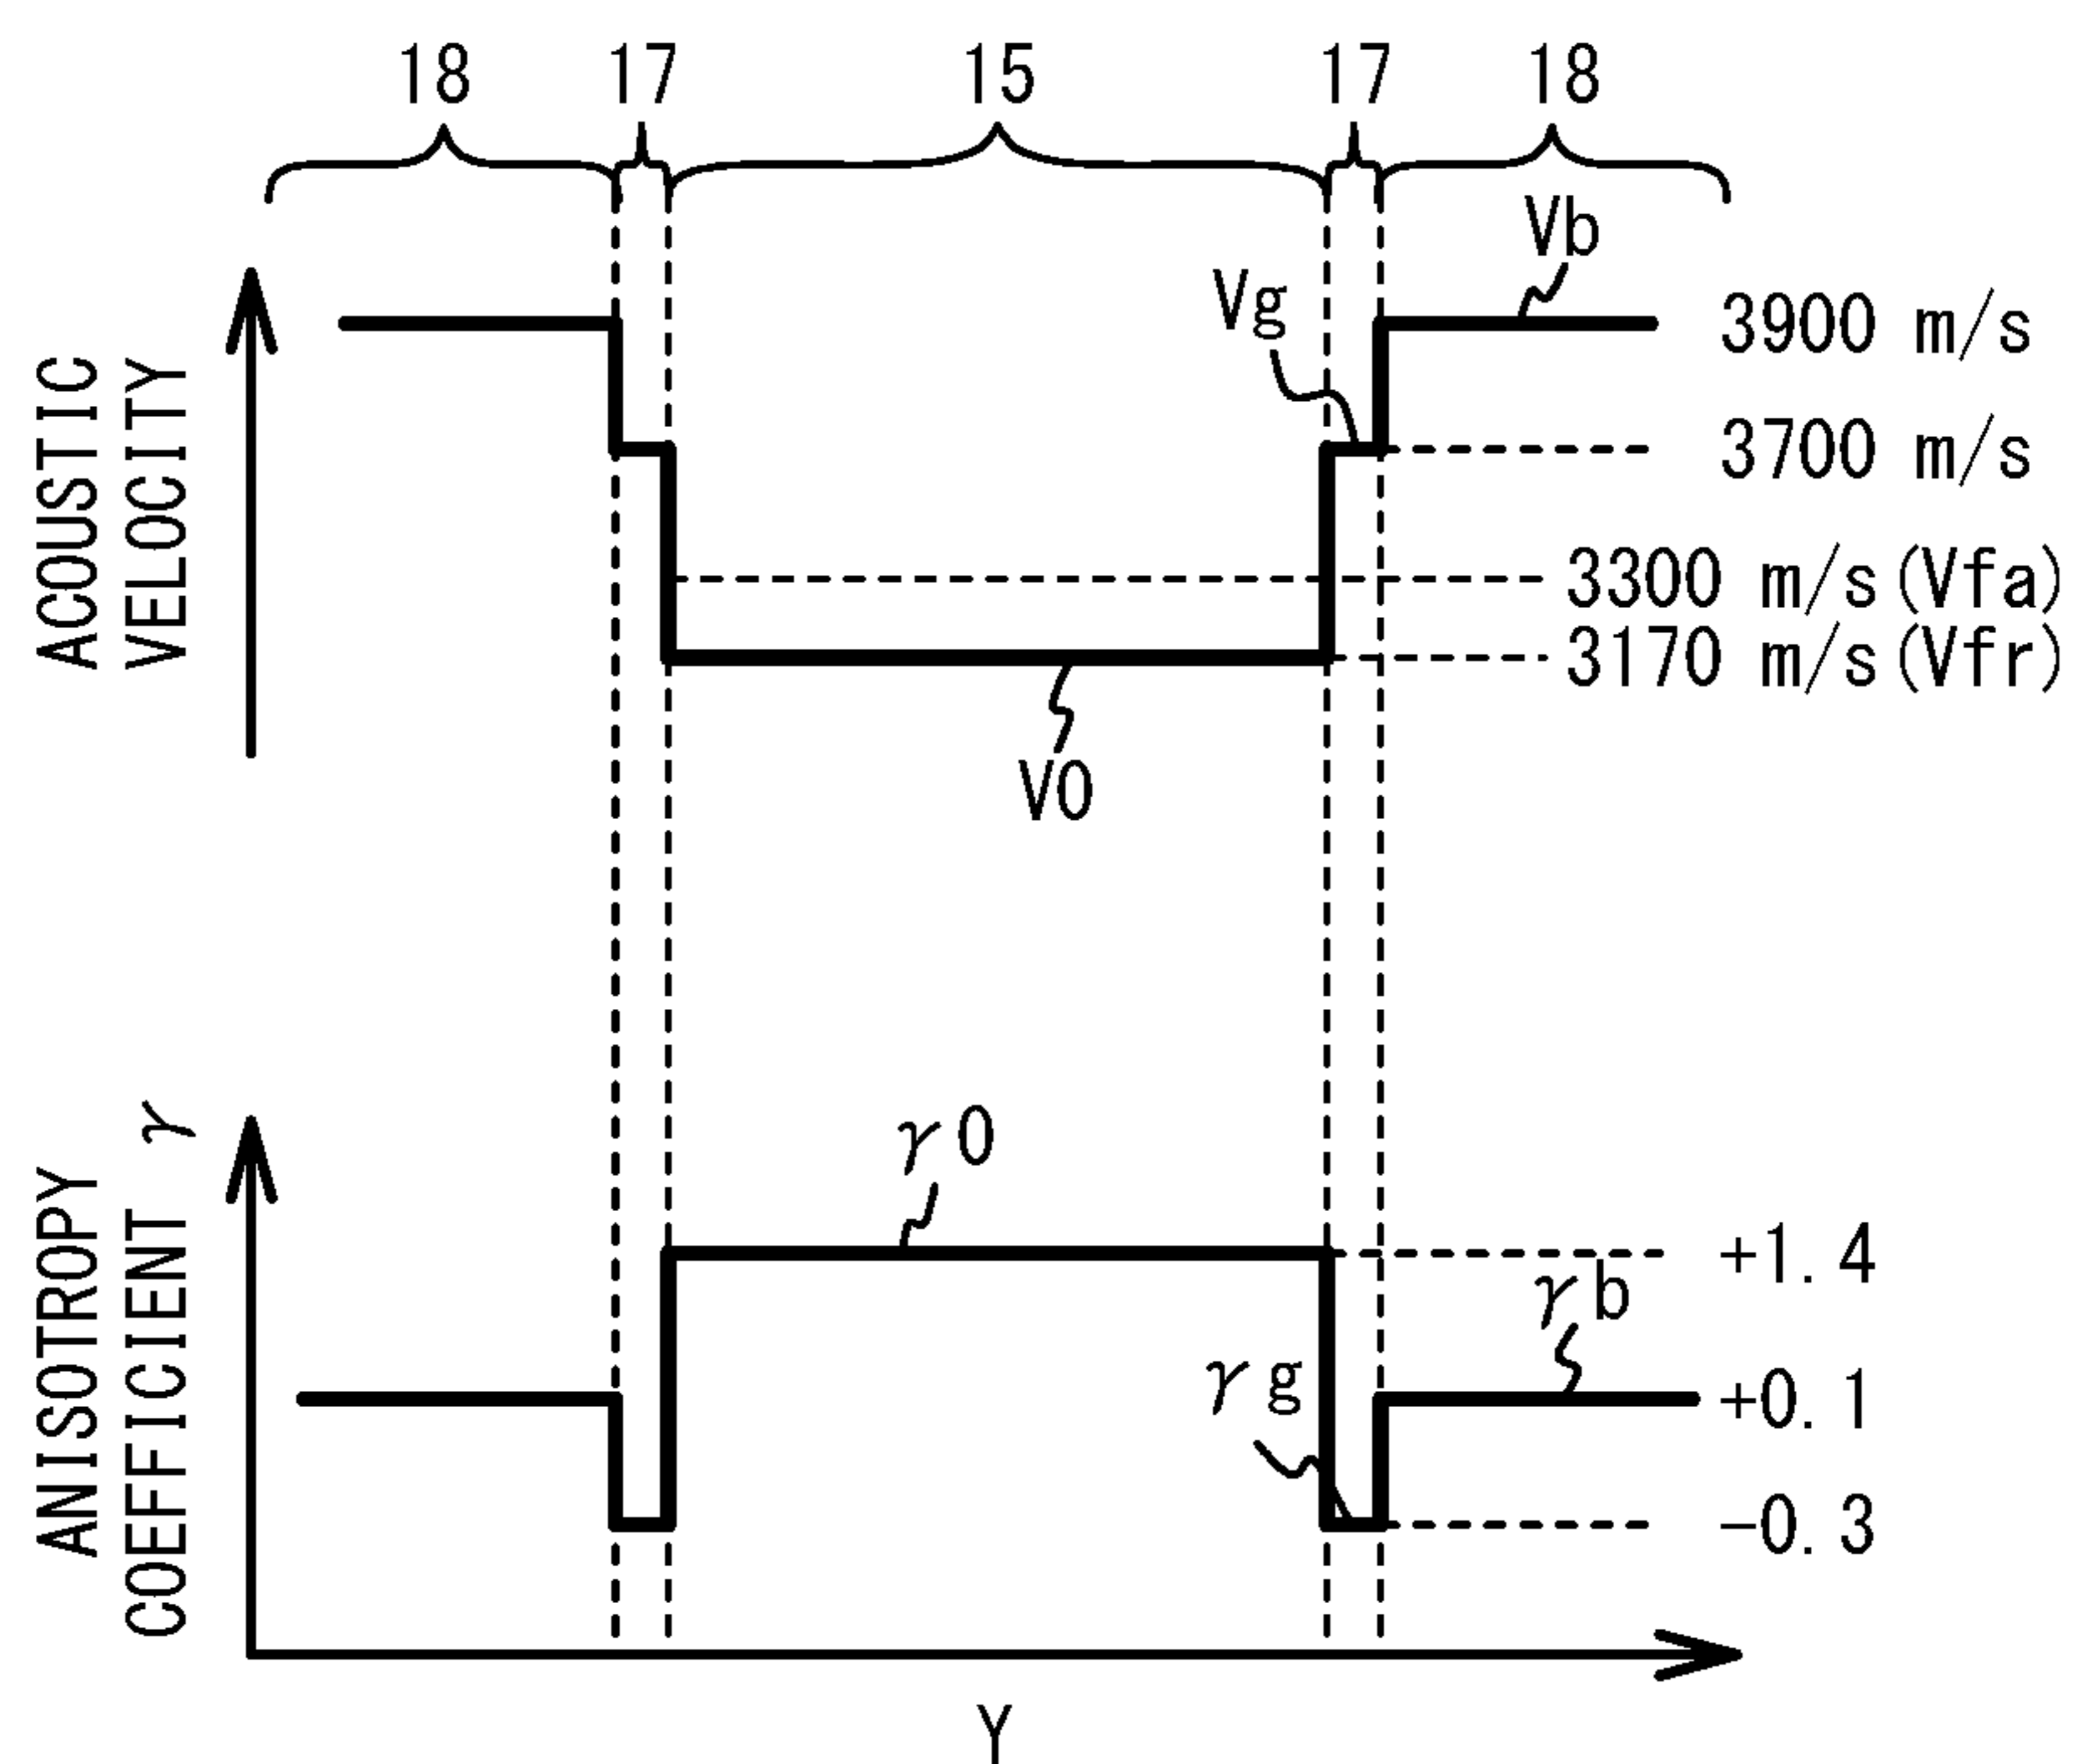 18 17 15 17 18
Vb
Vg
3900 m/s
3700 m/s
3300 m/s(Vfa)
3170 m/s(Vfr)
V0
ACOUSTIC
VELOCITY
γ0
+1.4
γb
γg
+0.1
-0.3
ANISOTROPY
COEFFICIENT γ
Y